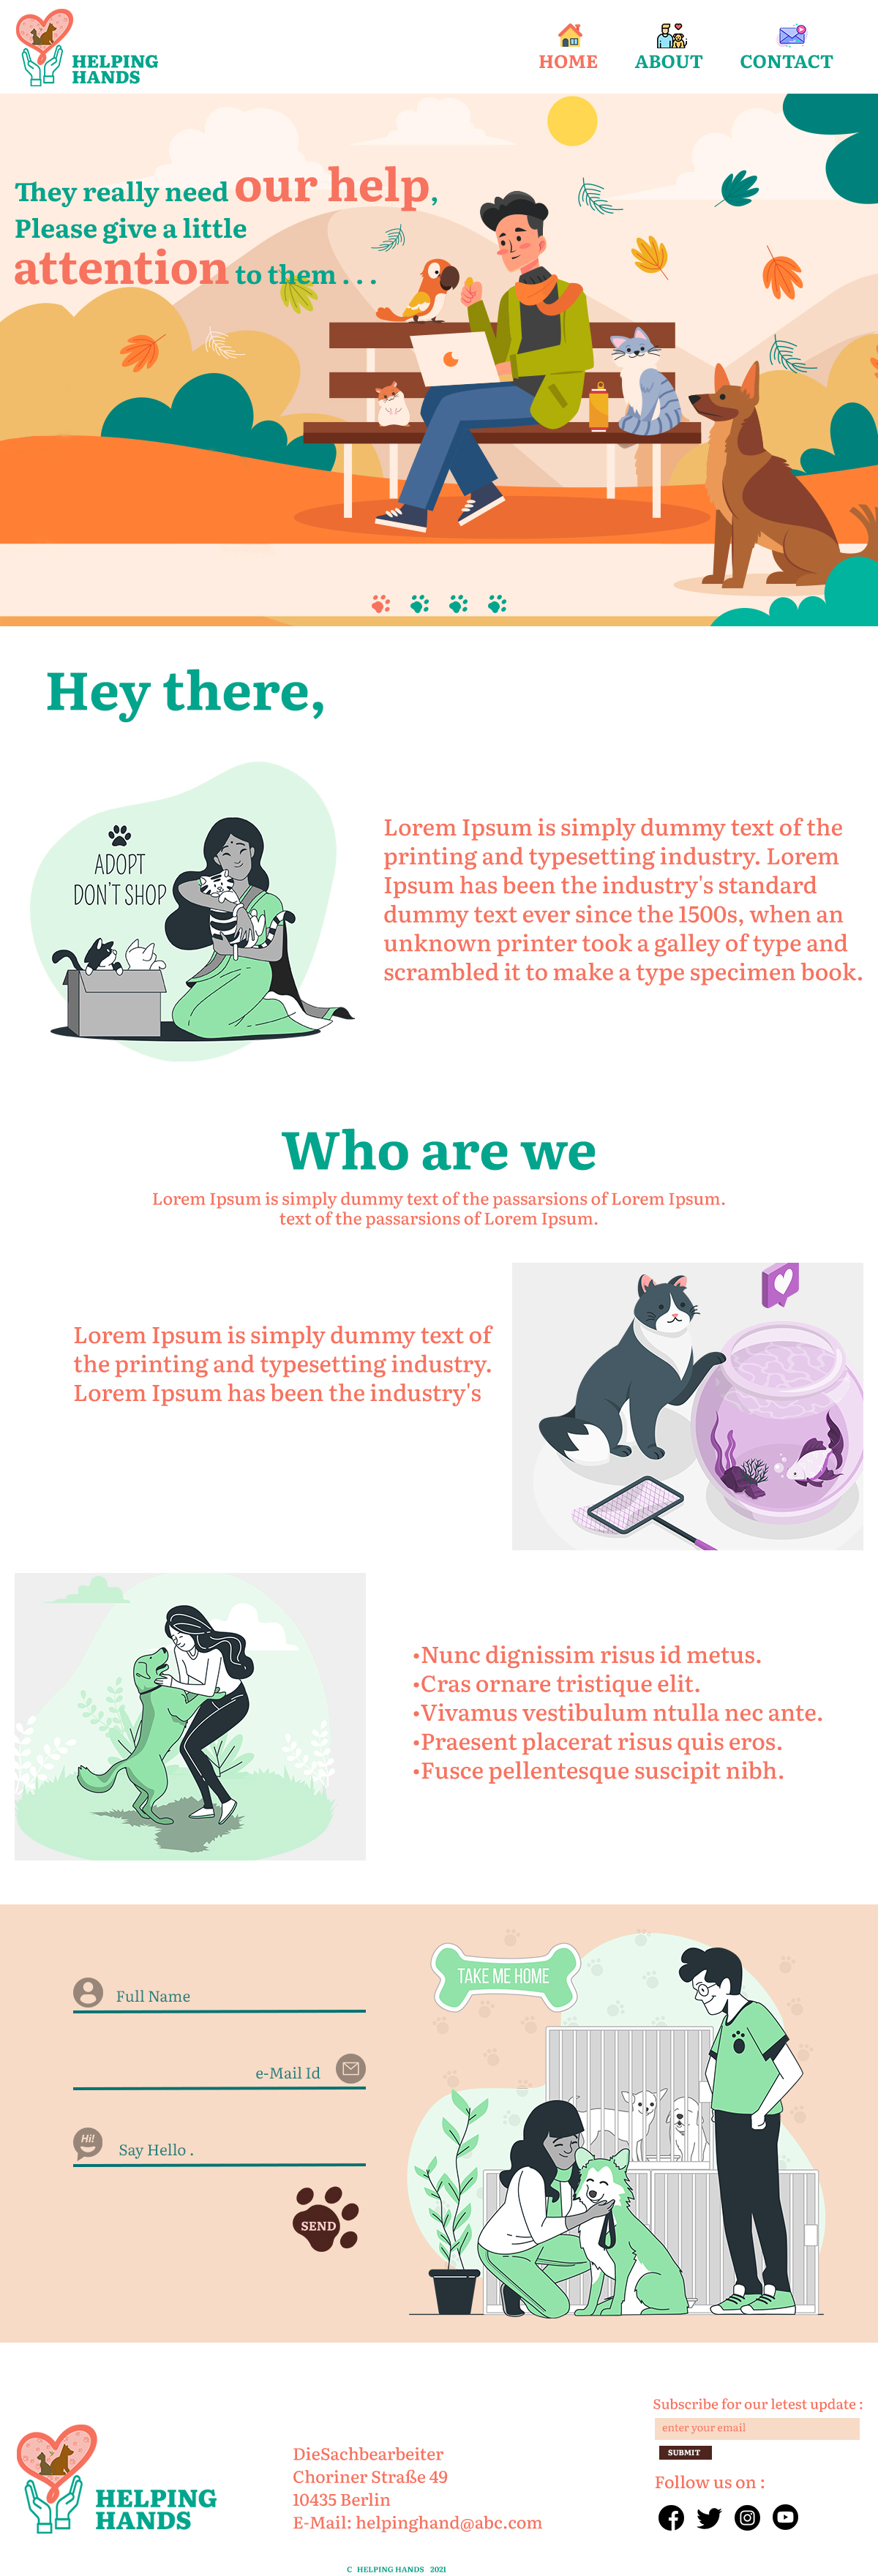 HELPING
HANDS
HOME
ABOUT
CONTACT
They really need our help,
Please give a little
attention to them . . .
Hey there,
ADOPT
DON'T SHOP
Lorem Ipsum is simply dummy text of the
printing and typesetting industry. Lorem
Ipsum has been the industry's standard
dummy text ever since the 1500s, when an
unknown printer took a galley of type and
scrambled it to make a type specimen book.
Who are we
Lorem Ipsum is simply dummy text of the passarsions of Lorem Ipsum.
text of the passarsions of Lorem Ipsum.
Lorem Ipsum is simply dummy text of
the printing and typesetting industry.
Lorem Ipsum has been the industry's
•Nunc dignissim risus id metus.
•Cras ornare tristique elit.
•Vivamus vestibulum ntulla nec ante.
•Praesent placerat risus quis eros.
•Fusce pellentesque suscipit nibh.
TAKE ME HOME
Full Name
e-Mail Id
Hi!
Say Hello .
SEND
Subscribe for our letest update :
enter your email
SUBMIT
Follow us on :
HELPING
HANDS
DieSachbearbeiter
Choriner Straße 49
10435 Berlin
E-Mail: helpinghand@abc.com
C HELPING HANDS 2021